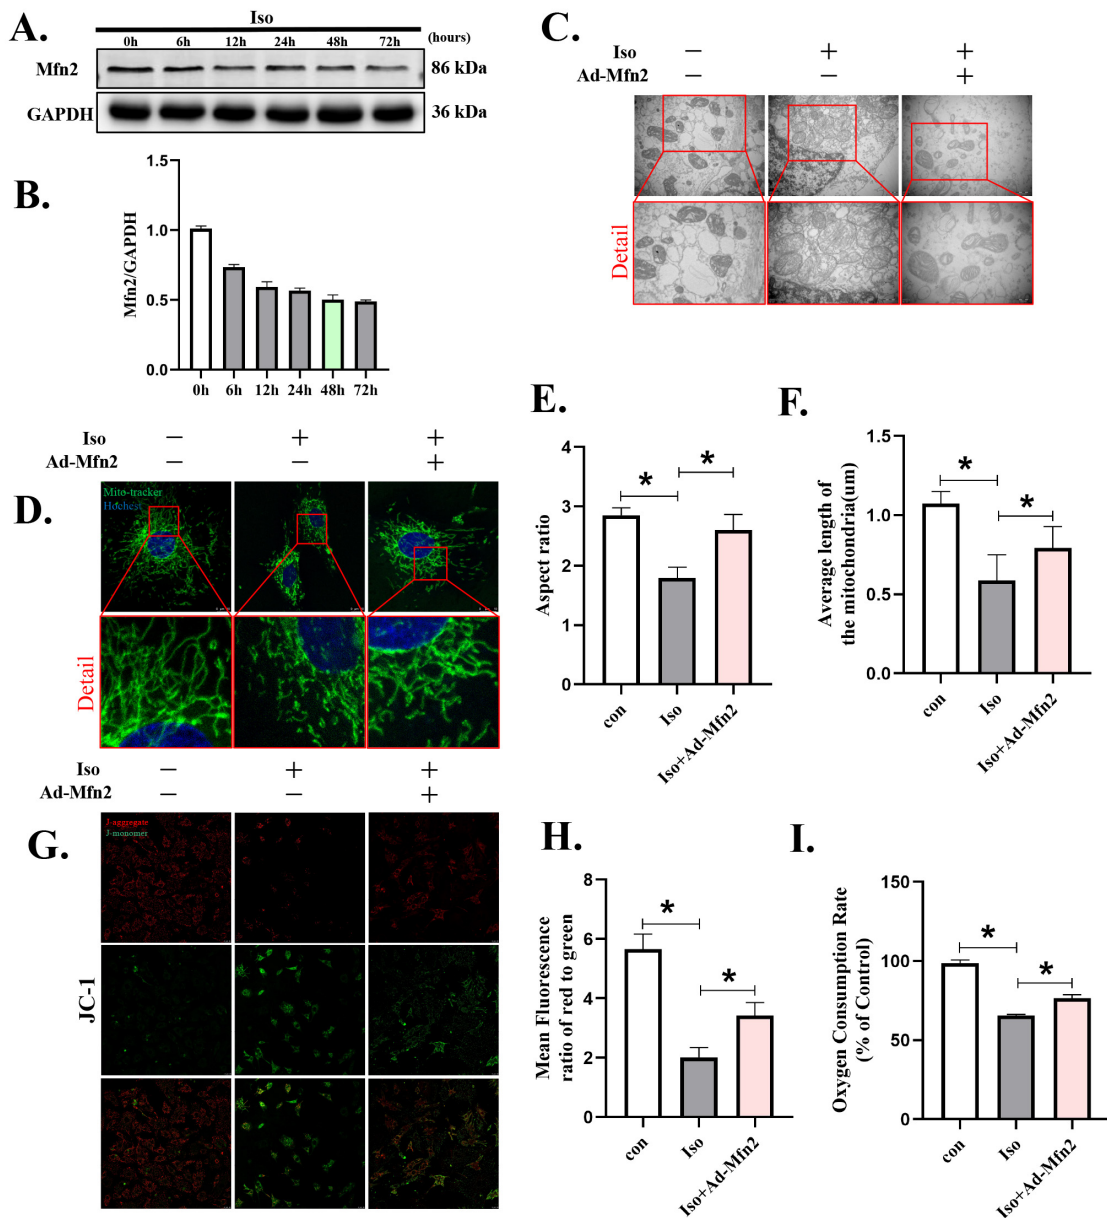 A.
Iso
0h 6h 12h 24h 48h 72h (hours)
Mfn2 86 kDa
GAPDH 36 kDa
B.
Mfn2/GAPDH
1.5
1.0
0.5
0.0
0h 6h 12h 24h 48h 72h
C.
Iso — + +
Ad-Mfn2 — — +
Detail
D.
Iso — + +
Ad-Mfn2 — — +
Mito-tracker
Hoches
Detail
E.
Aspect ratio
4
3
2
1
0
* *
con Iso Iso+Ad-Mfn2
F.
Average length of
the mitochondria(um)
1.5
1.0
0.5
0.0
* *
con Iso Iso+Ad-Mfn2
G.
Iso — + +
Ad-Mfn2 — — +
J-aggregate
J-monomer
JC-1
H.
Mean Fluorescence
ratio of red to green
8
6
4
2
0
* *
con Iso Iso+Ad-Mfn2
I.
Oxygen Consumption Rate
(% of Control)
150
100
50
0
* *
con Iso Iso+Ad-Mfn2